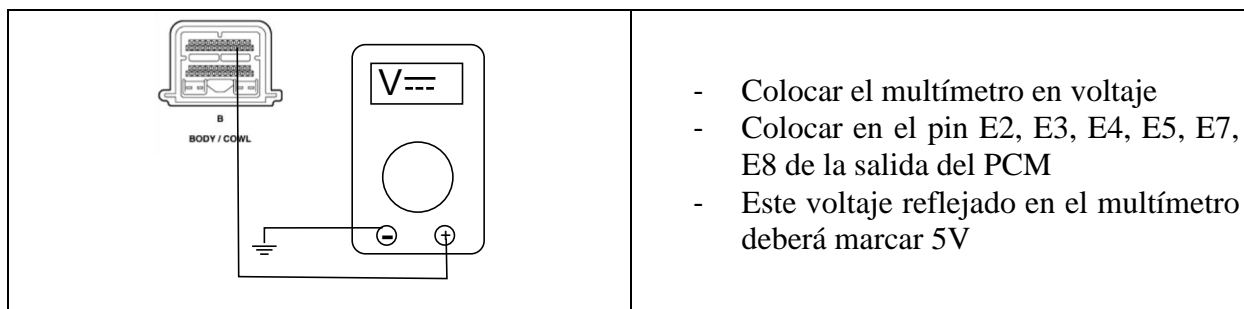 B
BODY / COWL
V
- Colocar el multímetro en voltaje
- Colocar en el pin E2, E3, E4, E5, E7,
E8 de la salida del PCM
- Este voltaje reflejado en el multímetro
deberá marcar 5V